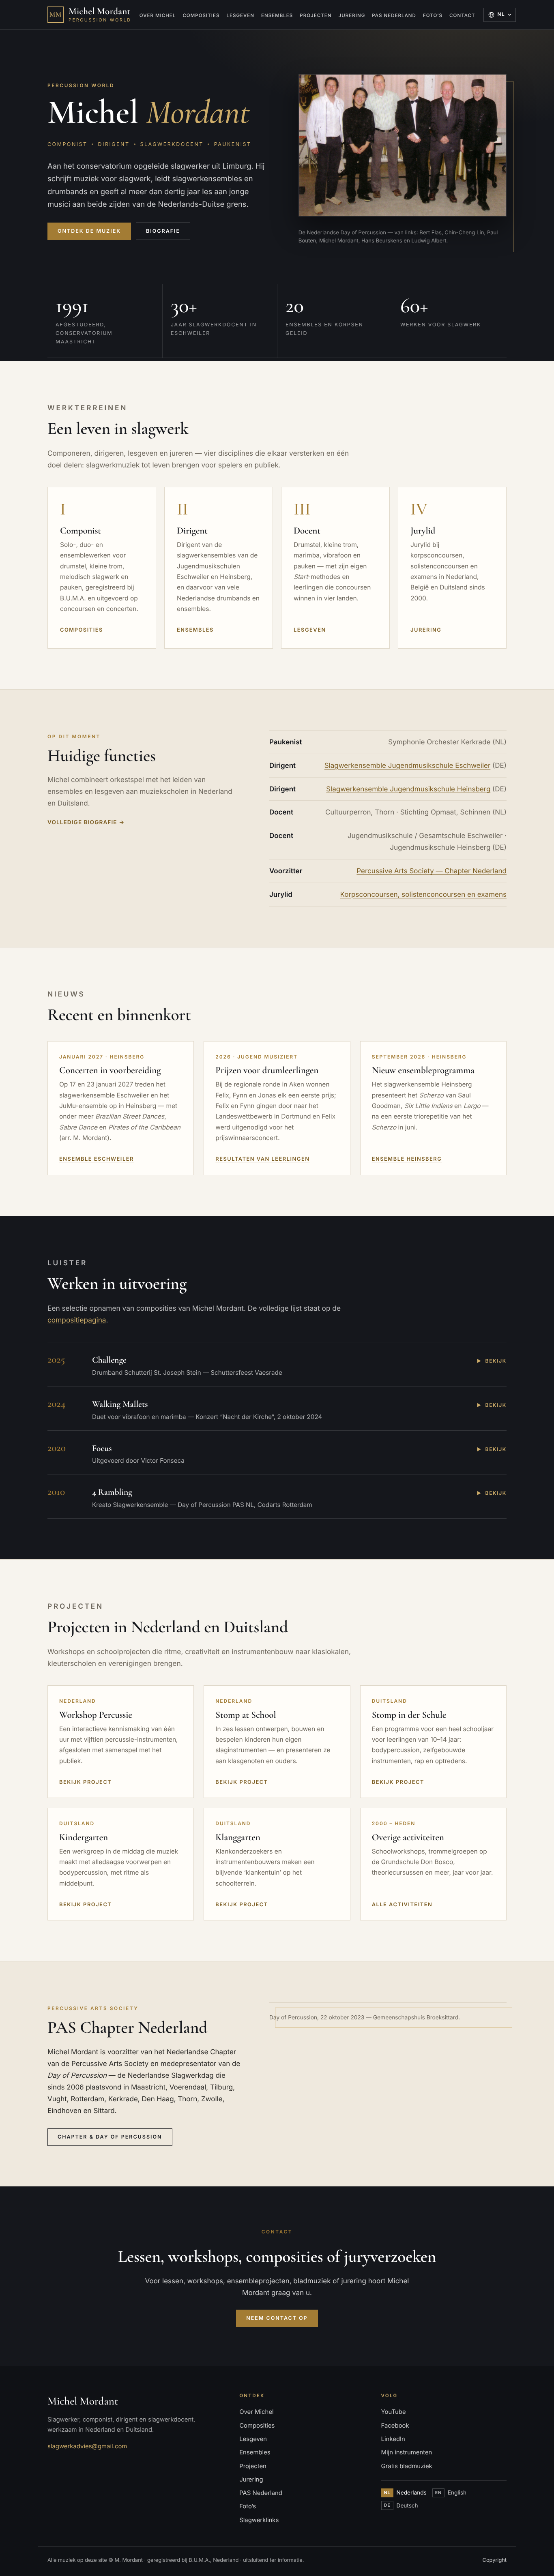 MM
Michel Mordant
PERCUSSION WORLD
OVER MICHEL
COMPOSITIES
LESGEVEN
ENSEMBLES
PROJECTEN
JURERING
PAS NEDERLAND
FOTO'S
CONTACT
NL
PERCUSSION WORLD
Michel Mordant
COMPONIST • DIRIGENT • SLAGWERKDOCENT • PAUKENIST
Aan het conservatorium opgeleide slagwerker uit Limburg. Hij
schrijft muziek voor slagwerk, leidt slagwerkensembles en
drumbands en geeft al meer dan dertig jaar les aan jonge
musici aan beide zijden van de Nederlands-Duitse grens.
ONTDEK DE MUZIEK
BIOGRAFIE
De Nederlandse Day of Percussion — van links: Bert Flas, Chin-Cheng Lin, Paul
Bouten, Michel Mordant, Hans Beurskens en Ludwig Albert.
1991
AFGESTUDEERD,
CONSERVATORIUM
MAASTRICHT
30+
JAAR SLAGWERKDOCENT IN
ESCHWEILER
20
ENSEMBLES EN KORPSEN
GELEID
60+
WERKEN VOOR SLAGWERK
WERKTERREINEN
Een leven in slagwerk
Componeren, dirigeren, lesgeven en jureren — vier disciplines die elkaar versterken en één
doel delen: slagwerkmuziek tot leven brengen voor spelers en publiek.
I
Componist
Solo-, duo- en
ensemblewerken voor
drumstel, kleine trom,
melodisch slagwerk en
pauken, geregistreerd bij
B.U.M.A. en uitgevoerd op
concoursen en concerten.
COMPOSITIES
II
Dirigent
Dirigent van de
slagwerkensembles van de
Jugendmusikschulen
Eschweiler en Heinsberg,
en daarvoor van vele
Nederlandse drumbands en
ensembles.
ENSEMBLES
III
Docent
Drumstel, kleine trom,
marimba, vibrafoon en
pauken — met zijn eigen
Start-methodes en
leerlingen die concoursen
winnen in vier landen.
LESGEVEN
IV
Jurylid
Jurylid bij
korpsconcoursen,
solistenconcoursen en
examens in Nederland,
België en Duitsland sinds
2000.
JURERING
OP DIT MOMENT
Huidige functies
Michel combineert orkestspel met het leiden van
ensembles en lesgeven aan muziekscholen in Nederland
en Duitsland.
VOLLEDIGE BIOGRAFIE →
Paukenist Symphonie Orchester Kerkrade (NL)
Dirigent Slagwerkensemble Jugendmusikschule Eschweiler (DE)
Dirigent Slagwerkensemble Jugendmusikschule Heinsberg (DE)
Docent Cultuurperron, Thorn · Stichting Opmaat, Schinnen (NL)
Docent Jugendmusikschule / Gesamtschule Eschweiler ·
Jugendmusikschule Heinsberg (DE)
Voorzitter Percussive Arts Society — Chapter Nederland
Jurylid Korpsconcoursen, solistenconcoursen en examens
NIEUWS
Recent en binnenkort
JANUARI 2027 · HEINSBERG
Concerten in voorbereiding
Op 17 en 23 januari 2027 treden het
slagwerkensemble Eschweiler en het
JuMu-ensemble op in Heinsberg — met
onder meer Brazilian Street Dances,
Sabre Dance en Pirates of the Caribbean
(arr. M. Mordant).
ENSEMBLE ESCHWEILER
2026 · JUGEND MUSIZIERT
Prijzen voor drumleerlingen
Bij de regionale ronde in Aken wonnen
Felix, Fynn en Jonas elk een eerste prijs;
Felix en Fynn gingen door naar het
Landeswettbewerb in Dortmund en Felix
werd uitgenodigd voor het
prijswinnaarsconcert.
RESULTATEN VAN LEERLINGEN
SEPTEMBER 2026 · HEINSBERG
Nieuw ensembleprogramma
Het slagwerkensemble Heinsberg
presenteert het Scherzo van Saul
Goodman, Six Little Indians en Largo —
na een eerste triorepetitie van het
Scherzo in juni.
ENSEMBLE HEINSBERG
LUISTER
Werken in uitvoering
Een selectie opnamen van composities van Michel Mordant. De volledige lijst staat op de
compositiepagina.
2025
Challenge
▶ BEKIJK
Drumband Schutterij St. Joseph Stein — Schuttersfeest Vaesrade
2024
Walking Mallets
▶ BEKIJK
Duet voor vibrafoon en marimba — Konzert "Nacht der Kirche", 2 oktober 2024
2020
Focus
▶ BEKIJK
Uitgevoerd door Victor Fonseca
2010
4 Rambling
▶ BEKIJK
Kreato Slagwerkensemble — Day of Percussion PAS NL, Codarts Rotterdam
PROJECTEN
Projecten in Nederland en Duitsland
Workshops en schoolprojecten die ritme, creativiteit en instrumentenbouw naar klaslokalen,
kleuterscholen en verenigingen brengen.
NEDERLAND
Workshop Percussie
Een interactieve kennismaking van één
uur met vijftien percussie-instrumenten,
afgesloten met samenspel met het
publiek.
BEKIJK PROJECT
NEDERLAND
Stomp at School
In zes lessen ontwerpen, bouwen en
bespelen kinderen hun eigen
slaginstrumenten — en presenteren ze
aan klasgenoten en ouders.
BEKIJK PROJECT
DUITSLAND
Stomp in der Schule
Een programma voor een heel schooljaar
voor leerlingen van 10–14 jaar:
bodypercussion, zelfgebouwde
instrumenten, rap en optredens.
BEKIJK PROJECT
DUITSLAND
Kindergarten
Een werkgroep in de middag die muziek
maakt met alledaagse voorwerpen en
bodypercussion, met ritme als
middelpunt.
BEKIJK PROJECT
DUITSLAND
Klanggarten
Klankonderzoekers en
instrumentenbouwers maken een
blijvende 'klankentuin' op het
schoolterrein.
BEKIJK PROJECT
2000 – HEDEN
Overige activiteiten
Schoolworkshops, trommelgroepen op
de Grundschule Don Bosco,
theoriecursussen en meer, jaar voor jaar.
ALLE ACTIVITEITEN
PERCUSSIVE ARTS SOCIETY
PAS Chapter Nederland
Michel Mordant is voorzitter van het Nederlandse Chapter
van de Percussive Arts Society en medepresentator van de
Day of Percussion — de Nederlandse Slagwerkdag die
sinds 2006 plaatsvond in Maastricht, Voerendaal, Tilburg,
Vught, Rotterdam, Kerkrade, Den Haag, Thorn, Zwolle,
Eindhoven en Sittard.
CHAPTER & DAY OF PERCUSSION
Day of Percussion, 22 oktober 2023 — Gemeenschapshuis Broeksittard.
CONTACT
Lessen, workshops, composities of juryverzoeken
Voor lessen, workshops, ensembleprojecten, bladmuziek of jurering hoort Michel
Mordant graag van u.
NEEM CONTACT OP
Michel Mordant
Slagwerker, componist, dirigent en slagwerkdocent,
werkzaam in Nederland en Duitsland.
slagwerkadvies@gmail.com
ONTDEK
Over Michel
Composities
Lesgeven
Ensembles
Projecten
Jurering
PAS Nederland
Foto's
Slagwerklinks
VOLG
YouTube
Facebook
LinkedIn
Mijn instrumenten
Gratis bladmuziek
NL Nederlands
EN English
DE Deutsch
Alle muziek op deze site © M. Mordant · geregistreerd bij B.U.M.A., Nederland · uitsluitend ter informatie.
Copyright